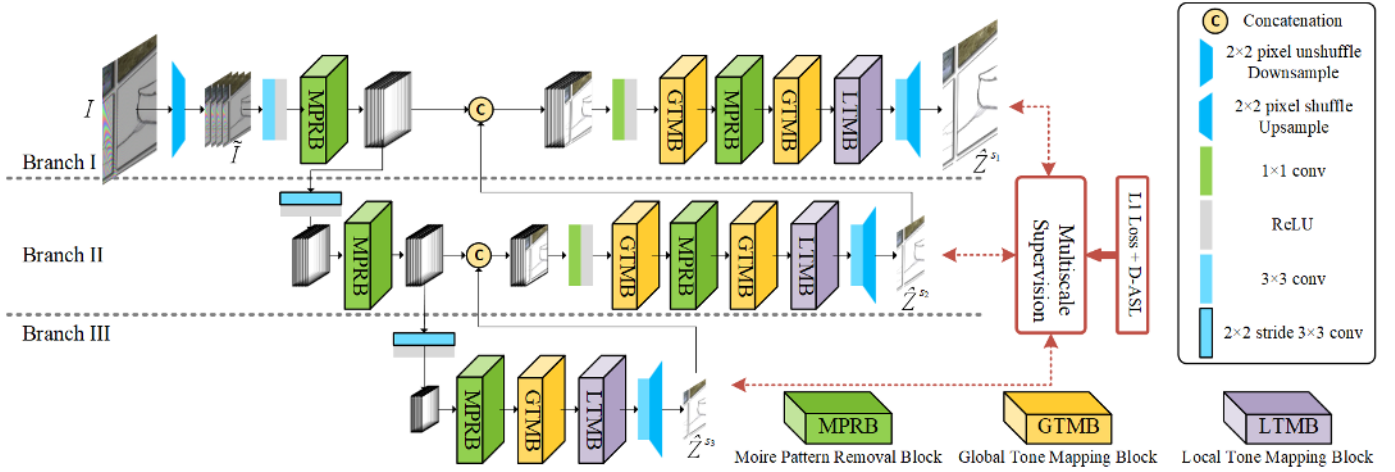 I
Ĩ
MPRB
C
GTMB
MPRB
GTMB
LTMB
Ẑ^{s_1}
Branch I
Branch II
MPRB
C
GTMB
MPRB
GTMB
LTMB
Ẑ^{s_2}
Branch III
MPRB
GTMB
LTMB
Ẑ^{s_3}
Multiscale
Supervision
L1 Loss + D-ASL
C Concatenation
2×2 pixel unshuffle
Downsample
2×2 pixel shuffle
Upsample
1×1 conv
ReLU
3×3 conv
2×2 stride 3×3 conv
MPRB
Moire Pattern Removal Block
GTMB
Global Tone Mapping Block
LTMB
Local Tone Mapping Block